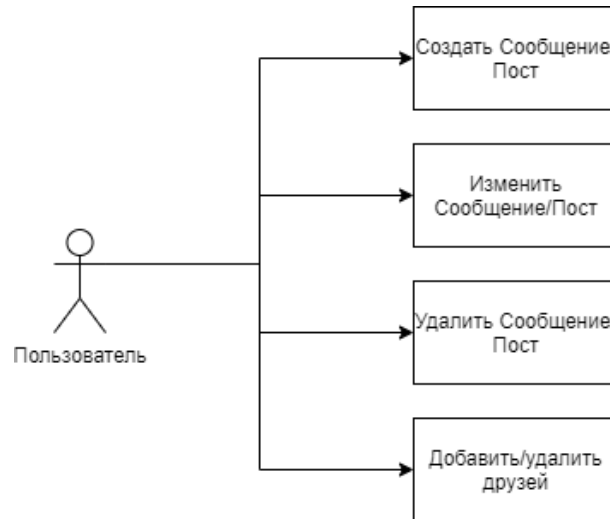 Создать Сообщение
Пост
Изменить
Сообщение/Пост
Удалить Сообщение
Пост
Добавить/удалить
друзей
Пользователь